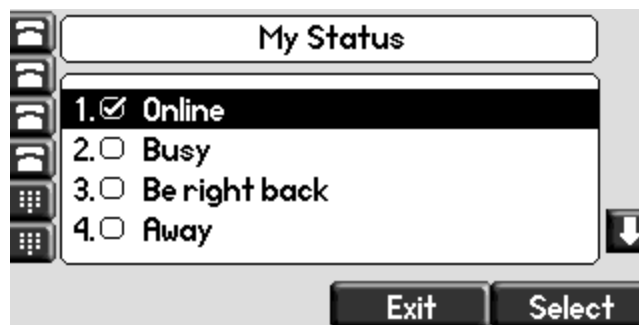 My Status
1. Online
2. Busy
3. Be right back
4. Away
Exit Select